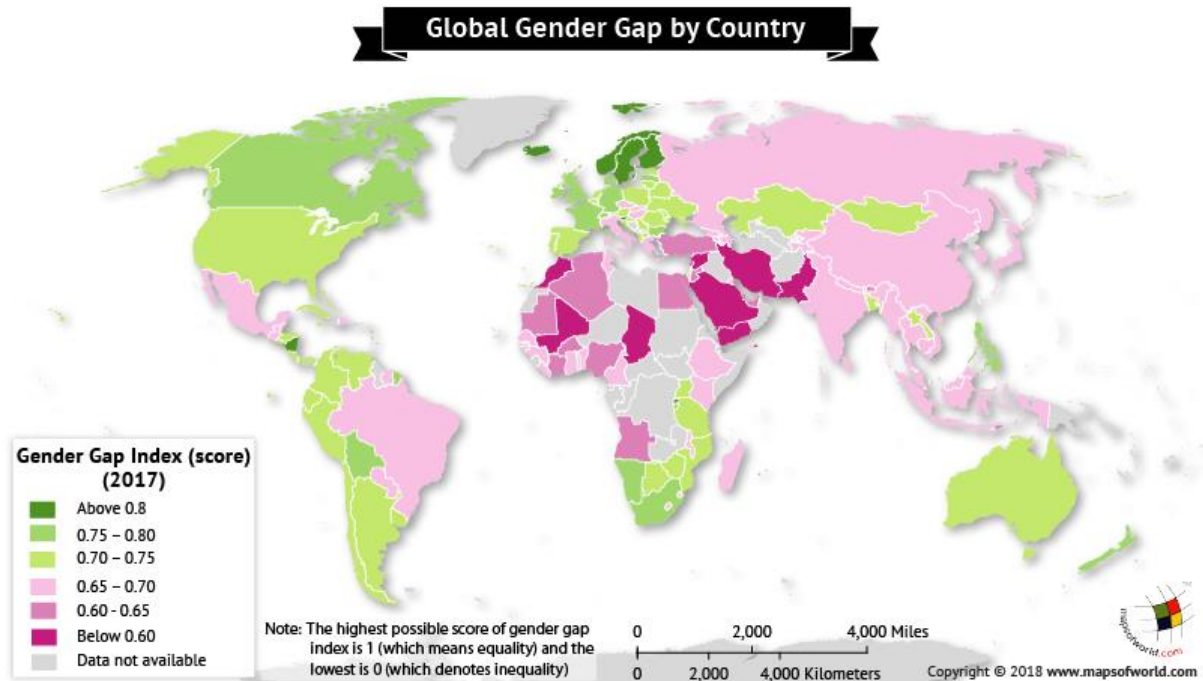 Global Gender Gap by Country
Gender Gap Index (score)
(2017)
Above 0.8
0.75 – 0.80
0.70 – 0.75
0.65 – 0.70
0.60 - 0.65
Below 0.60
Data not available
Note: The highest possible score of gender gap
index is 1 (which means equality) and the
lowest is 0 (which denotes inequality)
0 2,000 4,000 Miles
0 2,000 4,000 Kilometers
mapsofworld.com
Copyright © 2018 www.mapsofworld.com